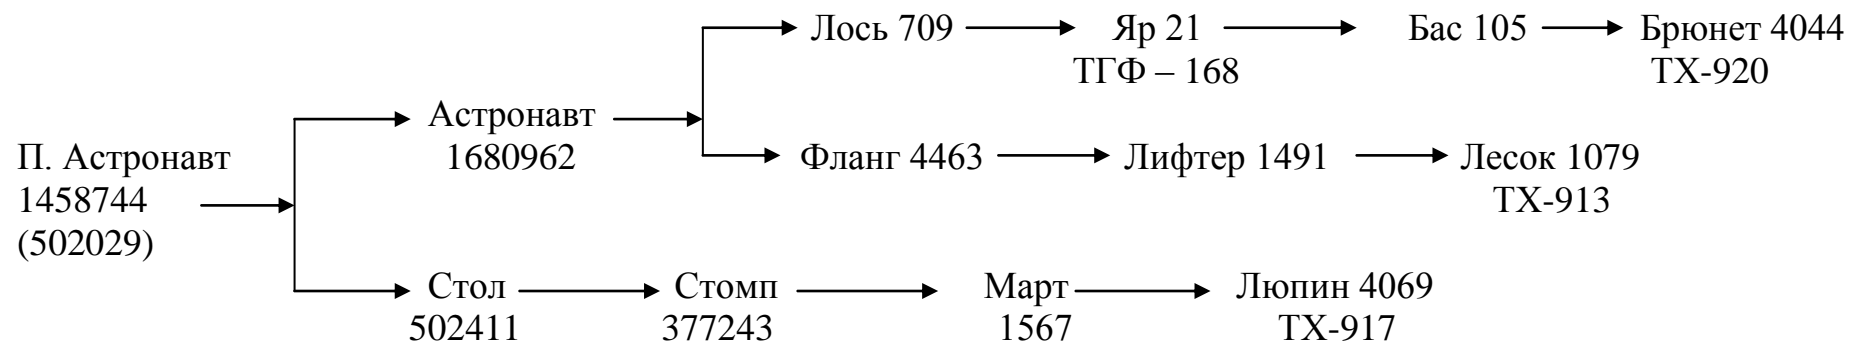 Лось 709 Яр 21 Бас 105 Брюнет 4044
ТГФ – 168 ТХ-920
Астронавт
1680962
П. Астронавт
1458744
(502029)
Фланг 4463 Лифтер 1491 Лесок 1079
ТХ-913
Стол Стомп Март Люпин 4069
502411 377243 1567 ТХ-917